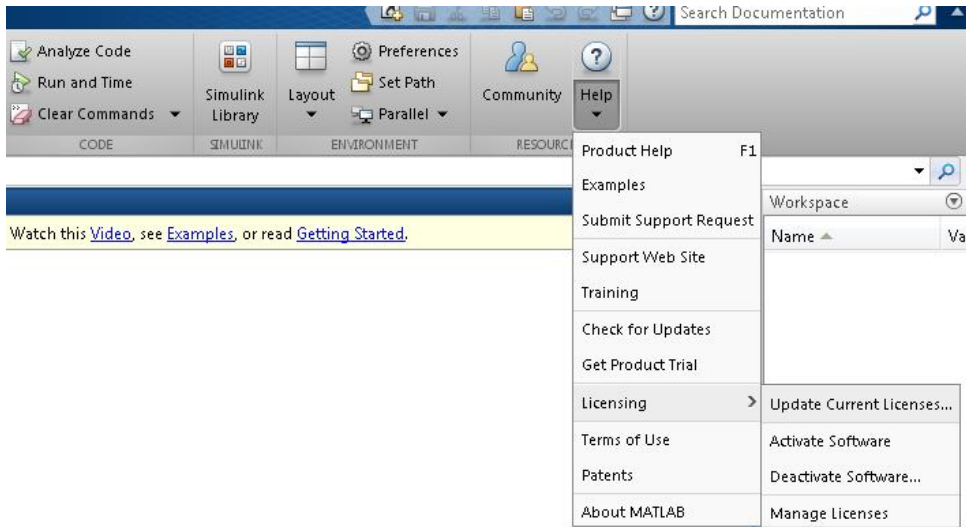 Search Documentation
Analyze Code
Run and Time
Clear Commands
Simulink
Library
Layout
Preferences
Set Path
Parallel
Community
Help
CODE
SIMULINK
ENVIRONMENT
RESOURC
Product Help F1
Examples
Submit Support Request
Support Web Site
Training
Check for Updates
Get Product Trial
Licensing
Terms of Use
Patents
About MATLAB
Update Current Licenses...
Activate Software
Deactivate Software...
Manage Licenses
Workspace
Name Va
Watch this Video, see Examples, or read Getting Started.